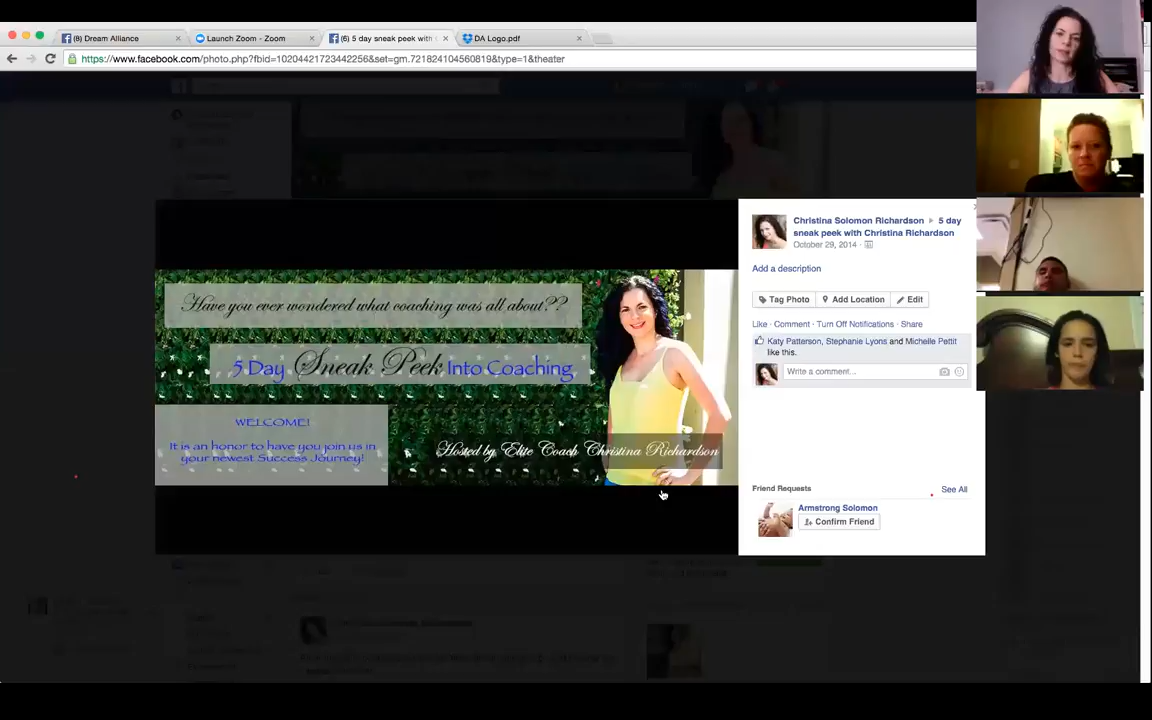 (8) Dream Alliance
Launch Zoom - Zoom
(6) 5 day sneak peek with
DA Logo.pdf
https://www.facebook.com/photo.php?fbid=10204421723442256&set=gm.721824104560819&type=1&theater
Have you ever wondered what coaching was all about??
5 Day Sneak Peek Into Coaching
WELCOME!
It is an honor to have you join us in
your newest Success Journey!
Hosted by Elite Coach Christina Richardson
Christina Solomon Richardson ▸ 5 day
sneak peek with Christina Richardson
October 29, 2014
Add a description
Tag Photo Add Location Edit
Like · Comment · Turn Off Notifications · Share
Katy Patterson, Stephanie Lyons and Michelle Pettit
like this.
Write a comment...
Friend Requests See All
Armstrong Solomon
Confirm Friend